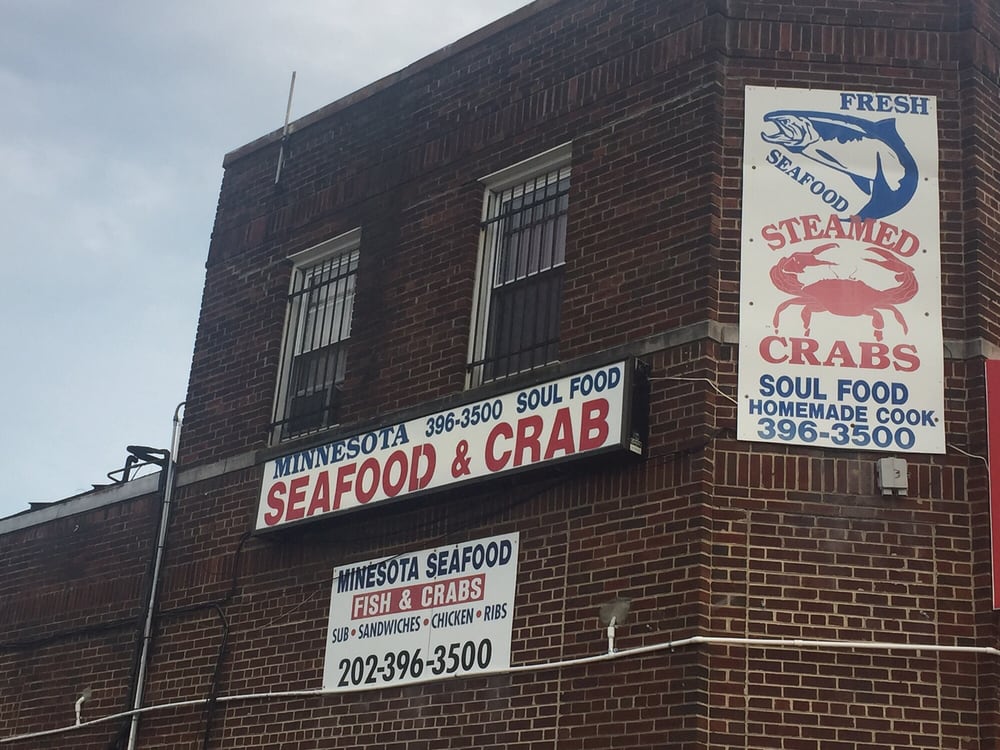 FRESH
SEAFOOD
STEAMED
CRABS
SOUL FOOD
HOMEMADE COOK.
396-3500
MINNESOTA 396-3500 SOUL FOOD
SEAFOOD & CRAB
MINESOTA SEAFOOD
FISH & CRABS
SUB • SANDWICHES • CHICKEN • RIBS
202-396-3500